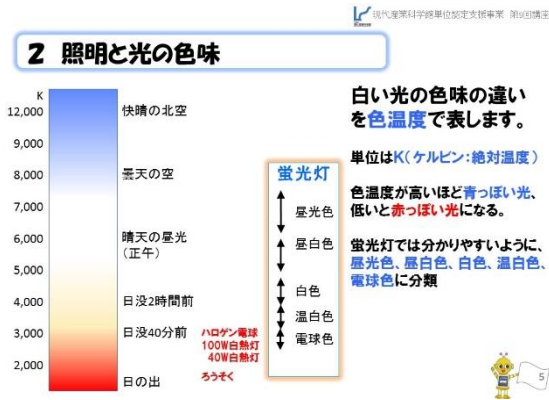 現代産業科学館単位認定支援事業 第9回講座
2 照明と光の色味
K
12,000
9,000
8,000
7,000
6,000
5,000
4,000
3,000
2,000
快晴の北空
曇天の空
晴天の昼光
(正午)
日没2時間前
日没40分前
日の出
ハロゲン電球
100W白熱灯
40W白熱灯
ろうそく
蛍光灯
昼光色
昼白色
白色
温白色
電球色
白い光の色味の違い
を色温度で表します。
単位はK(ケルビン:絶対温度)
色温度が高いほど青っぽい光、
低いと赤っぽい光になる。
蛍光灯では分かりやすいように、
昼光色、昼白色、白色、温白色、
電球色に分類
5